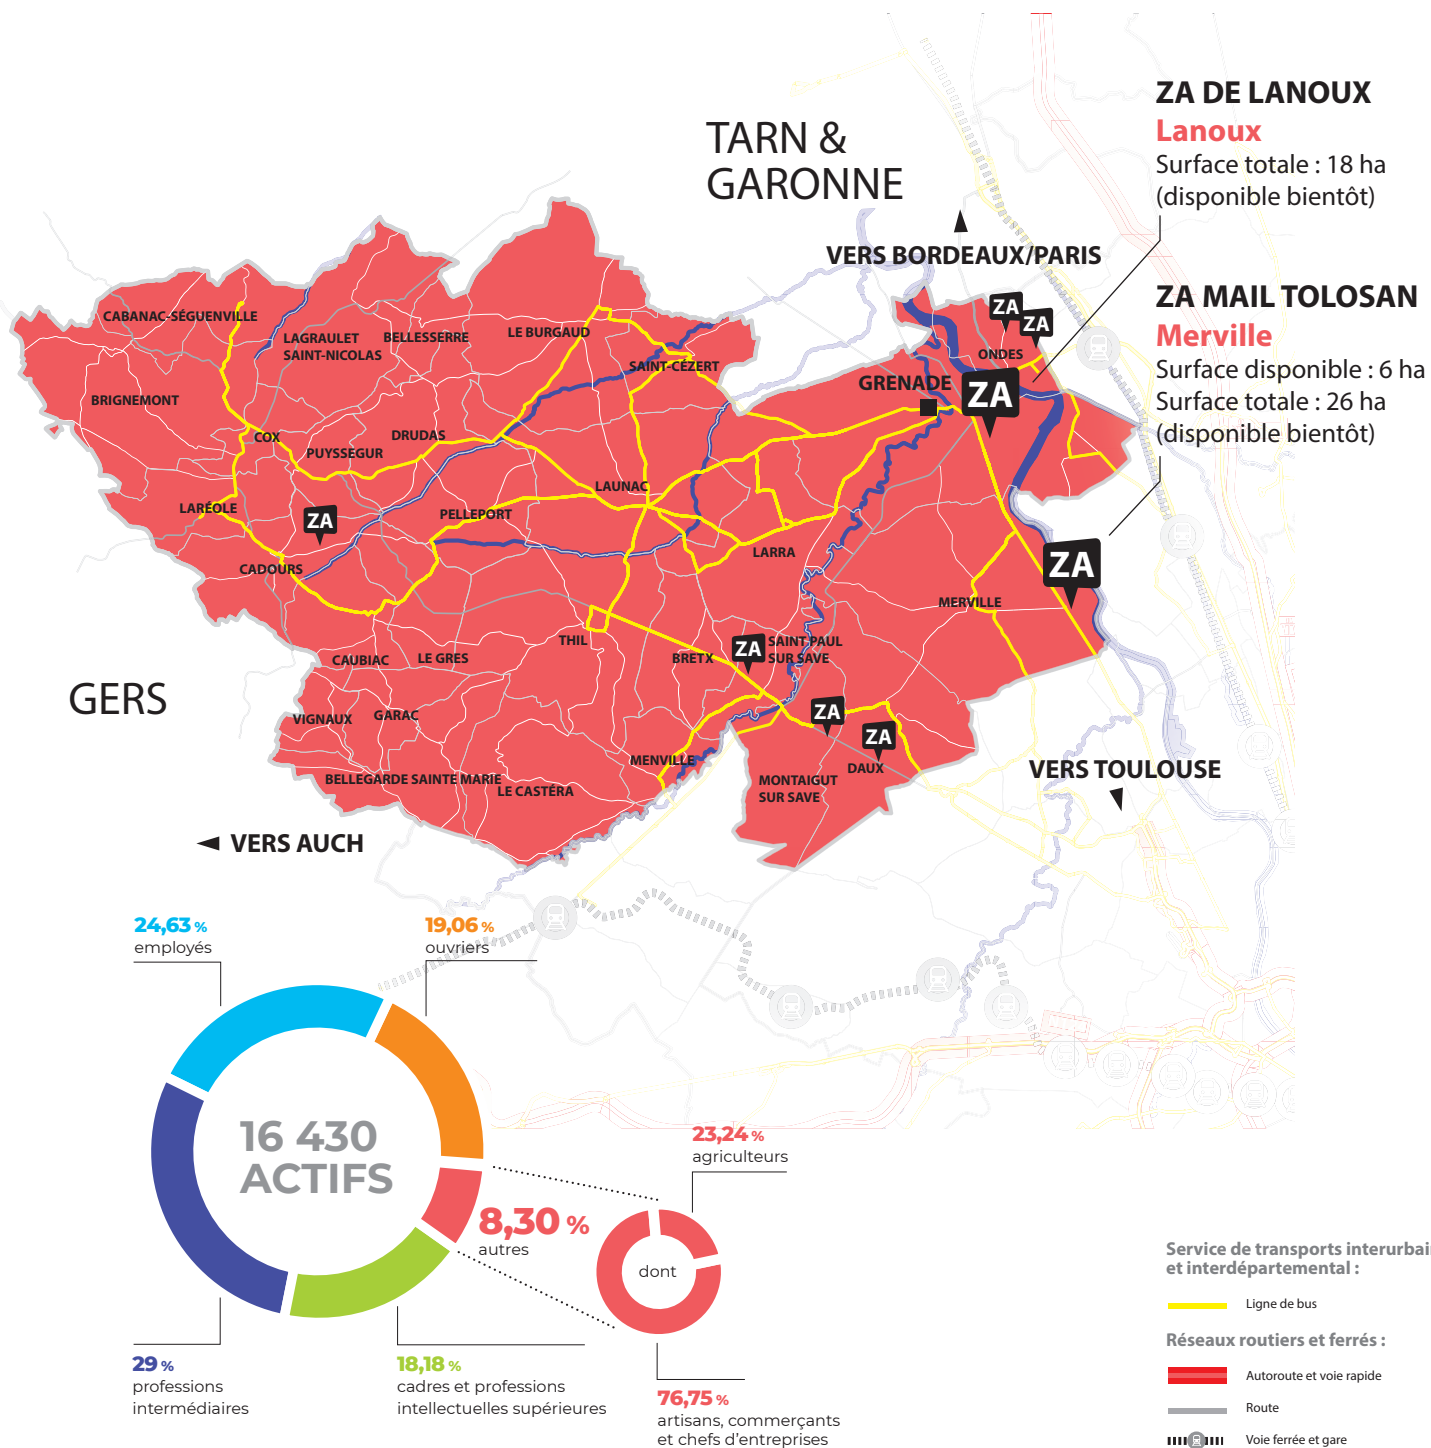 TARN &
GARONNE
ZA DE LANOUX
Lanoux
Surface totale : 18 ha
(disponible bientôt)
VERS BORDEAUX/PARIS
ZA MAIL TOLOSAN
Merville
Surface disponible : 6 ha
Surface totale : 26 ha
(disponible bientôt)
ZA
ZA
ONDES
GRENADE
ZA
CABANAC-SÉGUENVILLE
LAGRAULET
SAINT-NICOLAS
BELLESSERRE
LE BURGAUD
SAINT-CÉZERT
BRIGNEMONT
COX
PUYSSEGUR
DRUDAS
LAUNAC
LARÉOLE
ZA
PELLEPORT
LARRA
CADOURS
ZA
MERVILLE
THIL
BRETX
ZA
SAINT PAUL
SUR SAVE
CAUBIAC
LE GRES
GERS
VIGNAUX
GARAC
ZA
ZA
MENVILLE
DAUX
MONTAIGUT
SUR SAVE
BELLEGARDE SAINTE MARIE
LE CASTÉRA
VERS TOULOUSE
VERS AUCH
24,63 %
employés
19,06 %
ouvriers
16 430
ACTIFS
8,30 %
autres
23,24 %
agriculteurs
dont
29 %
professions
intermédiaires
18,18 %
cadres et professions
intellectuelles supérieures
76,75 %
artisans, commerçants
et chefs d'entreprises
Service de transports interurbai
et interdépartemental :
Ligne de bus
Réseaux routiers et ferrés :
Autoroute et voie rapide
Route
Voie ferrée et gare